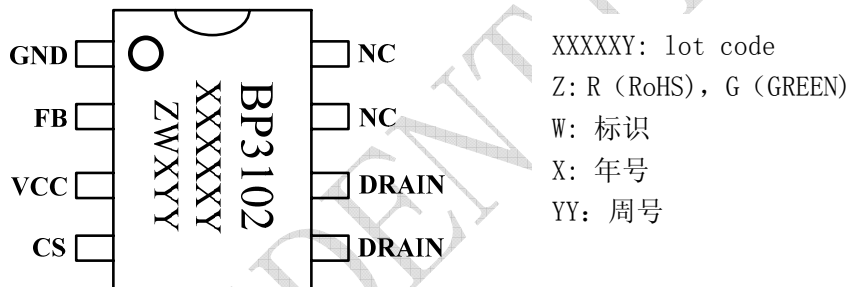 GND
FB
VCC
CS
BP3102
XXXXXY
ZWXYY
NC
NC
DRAIN
DRAIN
XXXXXY: lot code
Z: R（RoHS), G（GREEN)
W: 标识
X: 年号
YY: 周号
DENT